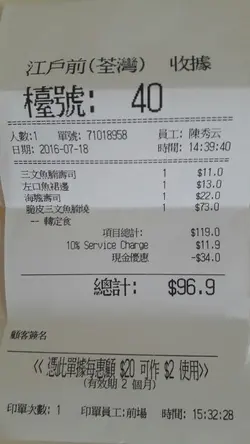 江戶前(荃灣) 收據
檯號: 40
人數:1 單號: 71018958 員工: 陳秀云
日期: 2016-07-18 時間: 14:39:40
三文魚腩壽司 1 $11.0
左口魚裙邊 1 $13.0
海膽壽司 1 $22.0
脆皮三文魚腩燒 1 $73.0
-- 轉定食
項目總計: $119.0
10% Service Charge $11.9
現金優惠 -$34.0
總計: $96.9
顧客簽名
<< 憑此單據每惠顧 $20 可作 $2 使用>>
(有效期 2 個月)
印單次數: 1 印單員工:前場 時間: 15:32:28